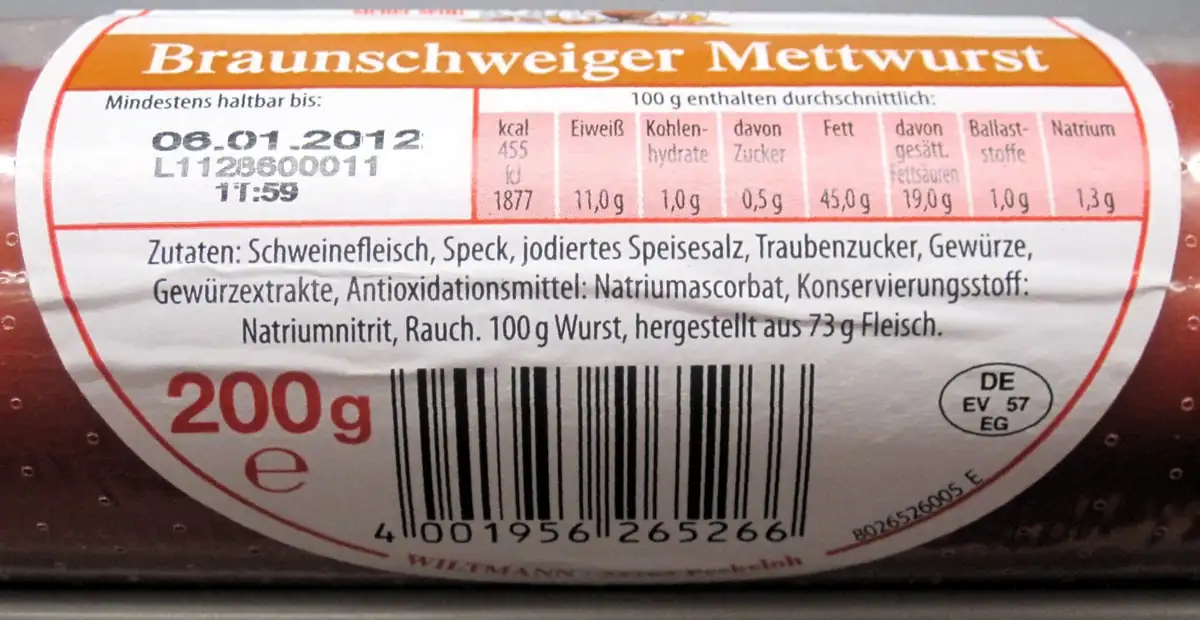 Braunschweiger Mettwurst
Mindestens haltbar bis:
06.01.2012
L1128600011
11:59
100 g enthalten durchschnittlich:
kcal 455 kJ 1877
Eiweiß 11,0 g
Kohlen-hydrate 1,0 g
davon Zucker 0,5 g
Fett 45,0 g
davon gesätt. Fettsäuren 19,0 g
Ballast-stoffe 1,0 g
Natrium 1,3 g
Zutaten: Schweinefleisch, Speck, jodiertes Speisesalz, Traubenzucker, Gewürze,
Gewürzextrakte, Antioxidationsmittel: Natriumascorbat, Konservierungsstoff:
Natriumnitrit, Rauch. 100 g Wurst, hergestellt aus 73 g Fleisch.
200g
e
DE
EV 57
EG
4 001956 265266
B026526005 E
WILTMANN